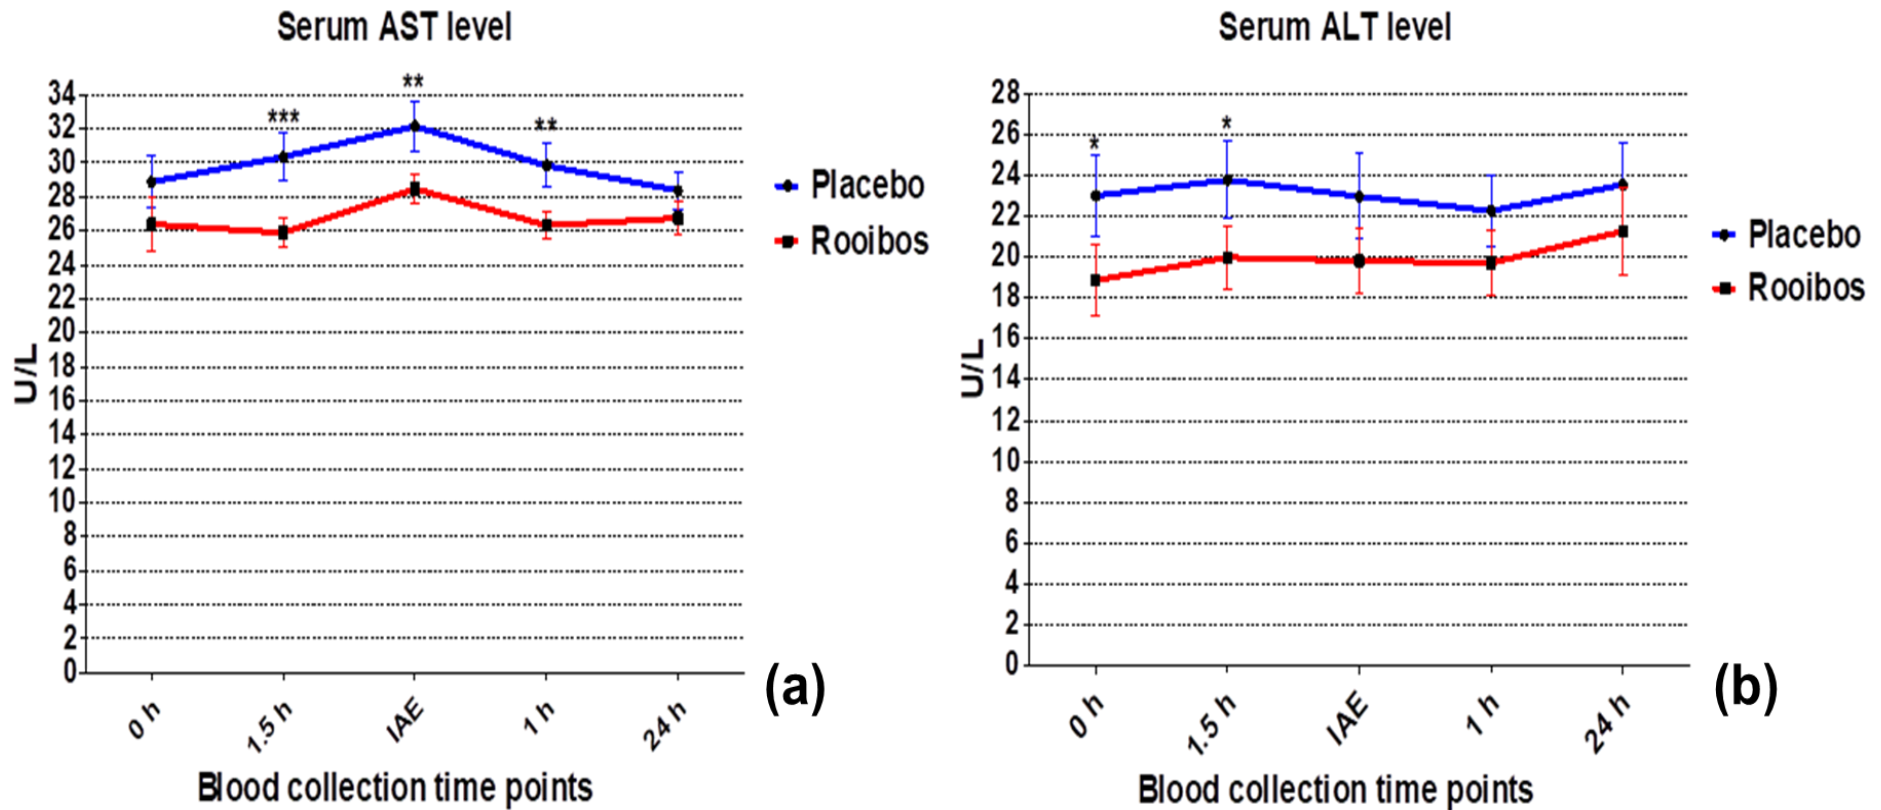 Serum AST level
34
32
30
28
26
24
22
20
18
16
14
12
10
8
6
4
2
0
U/L
***
**
**
0 h
1.5 h
IAE
1 h
24 h
Blood collection time points
Placebo
Rooibos
(a)
Serum ALT level
28
26
24
22
20
18
16
14
12
10
8
6
4
2
0
U/L
*
*
0 h
1.5 h
IAE
1 h
24 h
Blood collection time points
Placebo
Rooibos
(b)